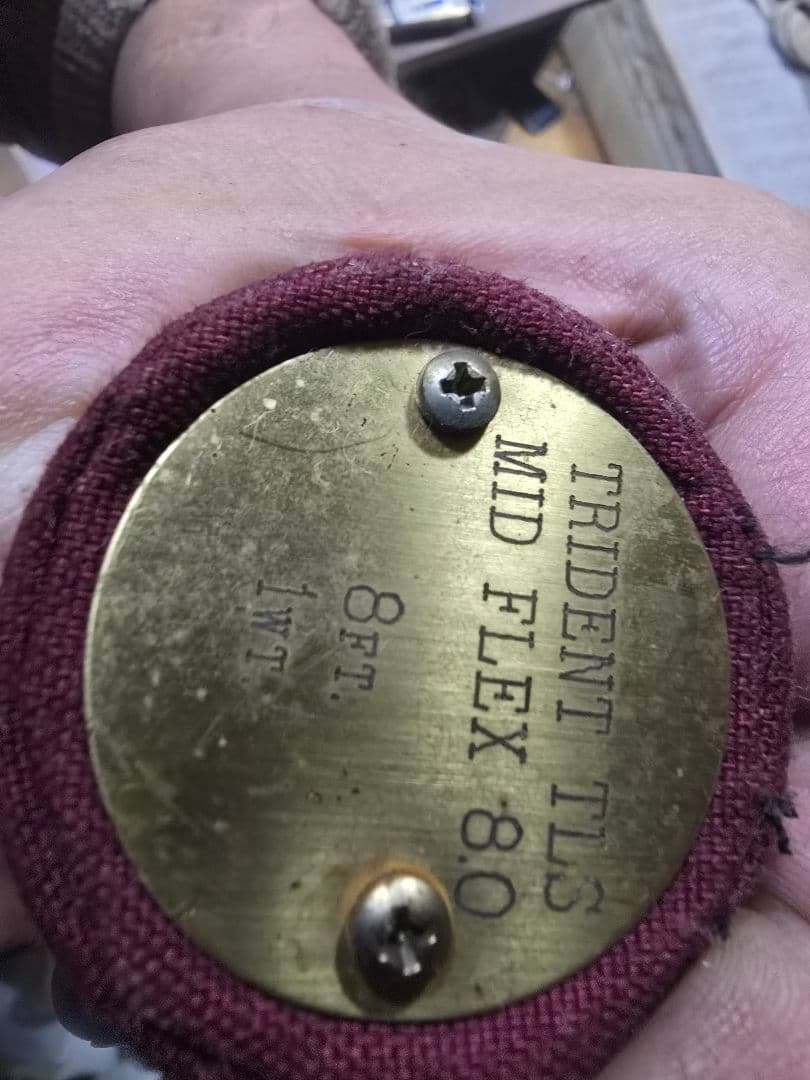 TRIDENT TLS
MID FLEX 8.0
8FT.
1WT.